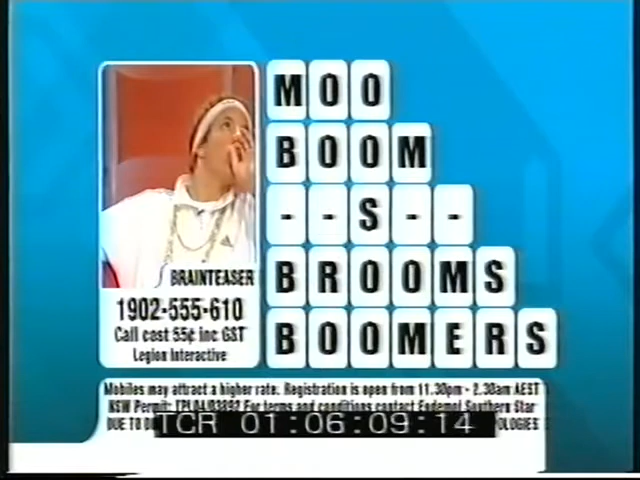 MOO
BOOM
--S--
BROOMS
BOOMERS
BRAINTEASER
1902-555-610
Call cost 55¢ inc GST
Legion Interactive
Mobiles may attract a higher rate. Registration is open from 11.30pm - 2.30am AEST
NSW Permit: For terms and conditions contact Endemol Southern Star
DUE TO
TCR 01:06:09:14